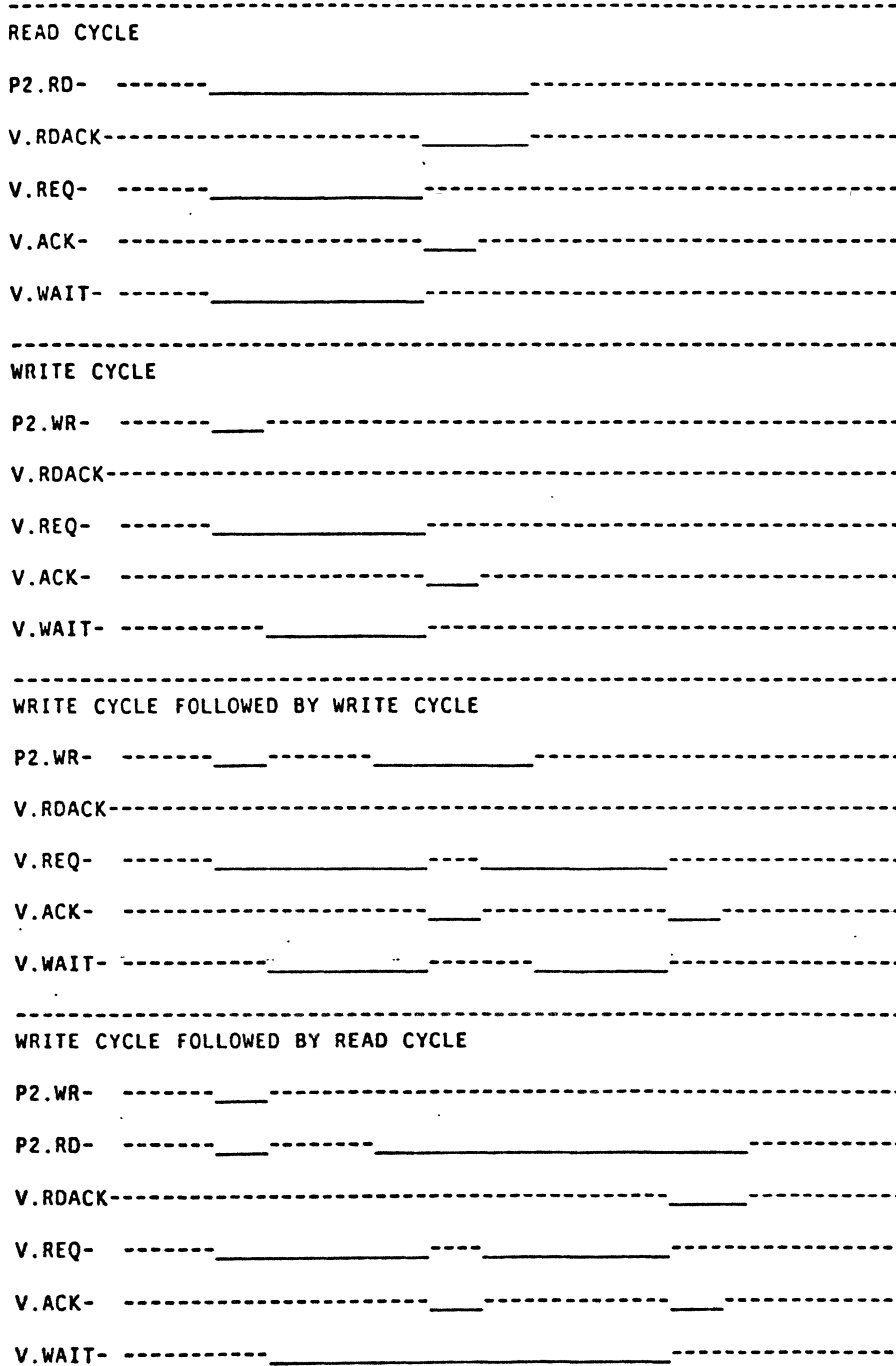 READ CYCLE
P2.RD-
V.RDACK-
V.REQ-
V.ACK-
V.WAIT-
WRITE CYCLE
P2.WR-
V.RDACK-
V.REQ-
V.ACK-
V.WAIT-
WRITE CYCLE FOLLOWED BY WRITE CYCLE
P2.WR-
V.RDACK-
V.REQ-
V.ACK-
V.WAIT-
WRITE CYCLE FOLLOWED BY READ CYCLE
P2.WR-
P2.RD-
V.RDACK-
V.REQ-
V.ACK-
V.WAIT-